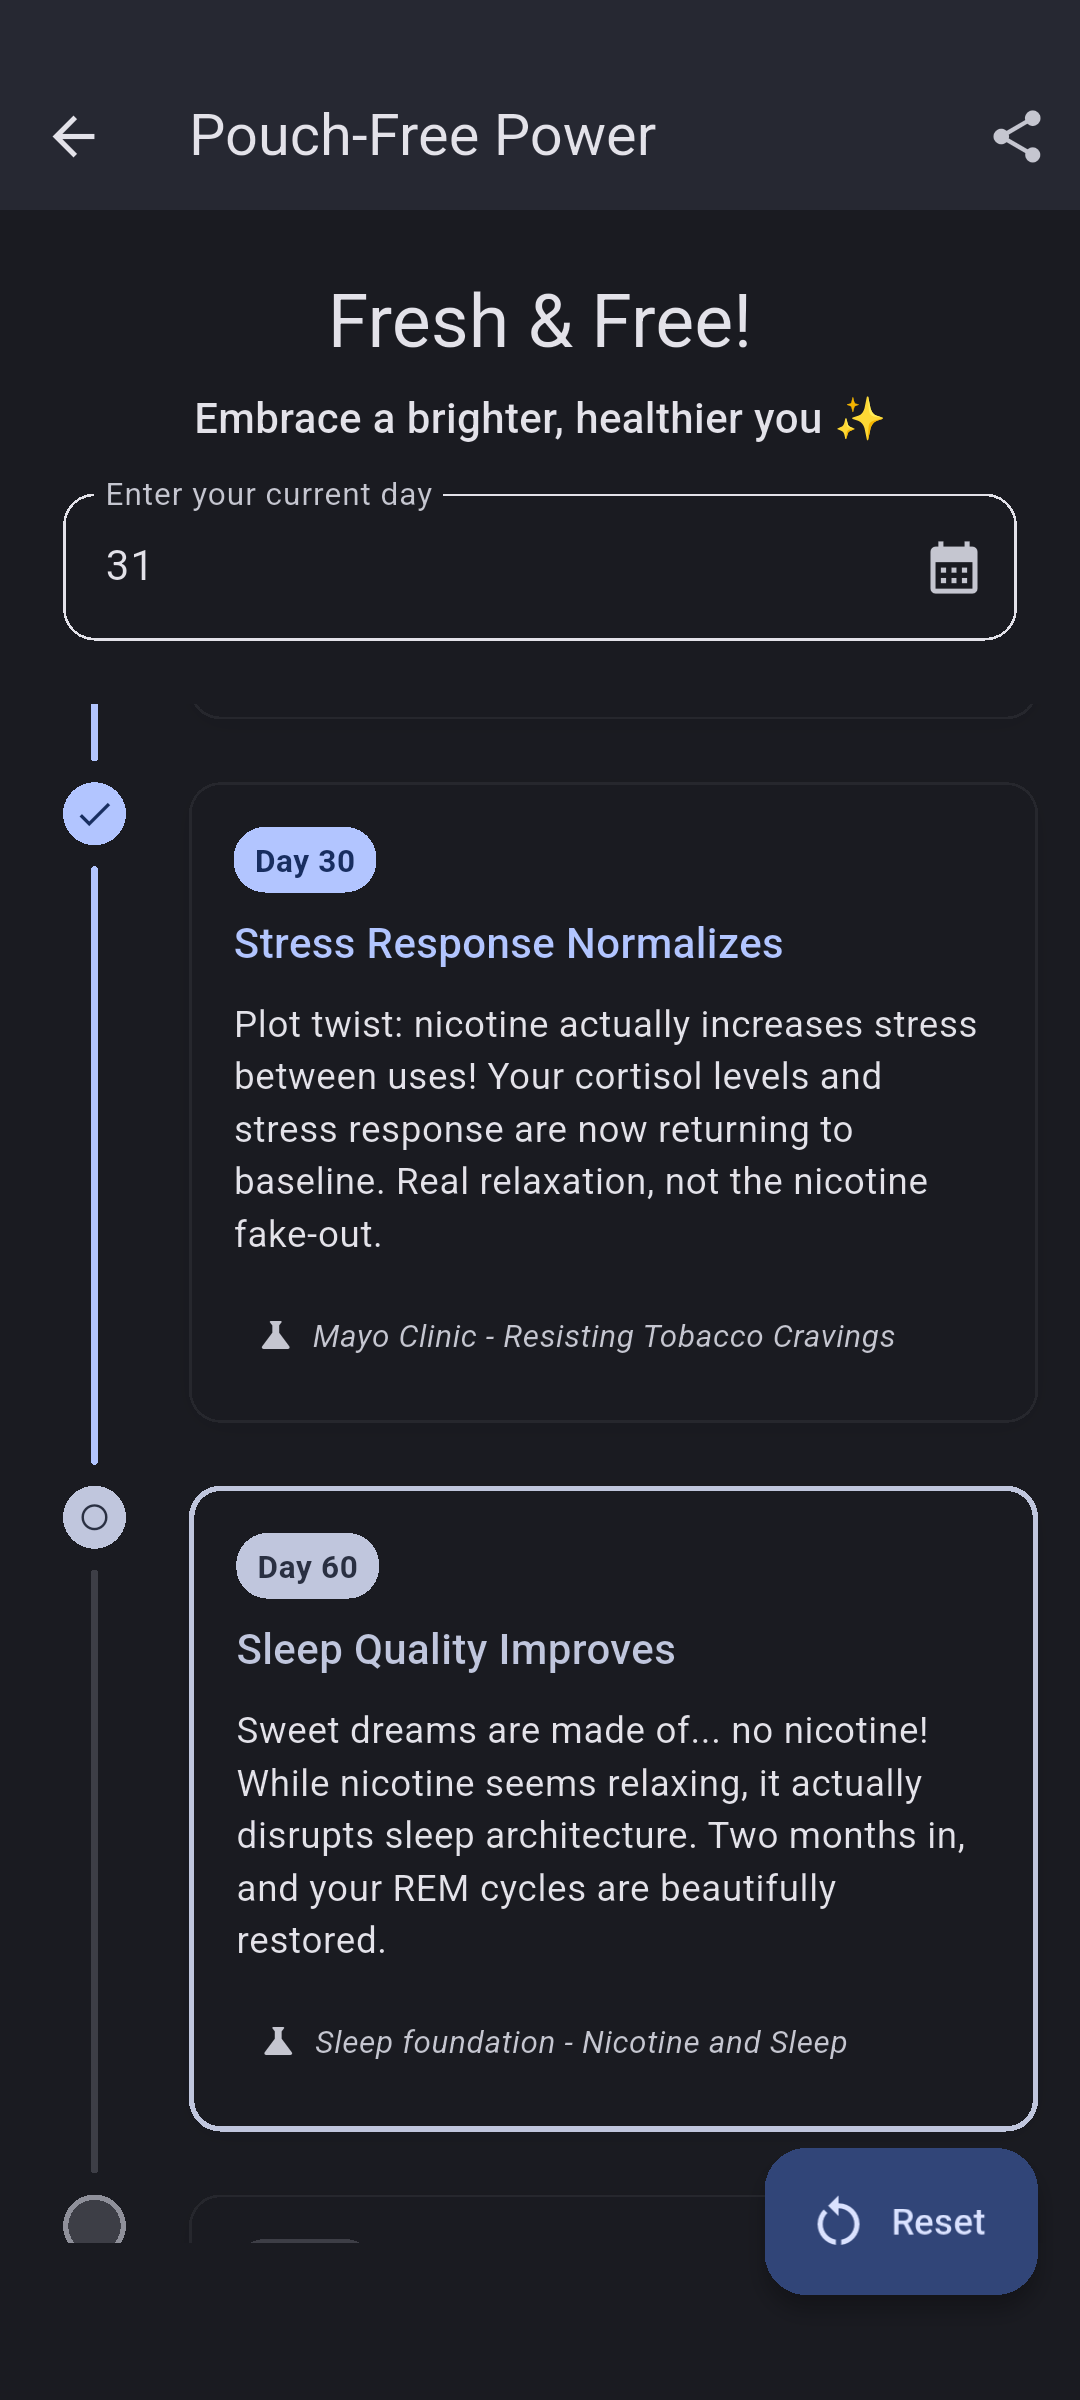 Pouch-Free Power
Fresh & Free!
Embrace a brighter, healthier you ✨
Enter your current day
31
Day 30
Stress Response Normalizes
Plot twist: nicotine actually increases stress
between uses! Your cortisol levels and
stress response are now returning to
baseline. Real relaxation, not the nicotine
fake-out.
Mayo Clinic - Resisting Tobacco Cravings
Day 60
Sleep Quality Improves
Sweet dreams are made of... no nicotine!
While nicotine seems relaxing, it actually
disrupts sleep architecture. Two months in,
and your REM cycles are beautifully
restored.
Sleep foundation - Nicotine and Sleep
Reset